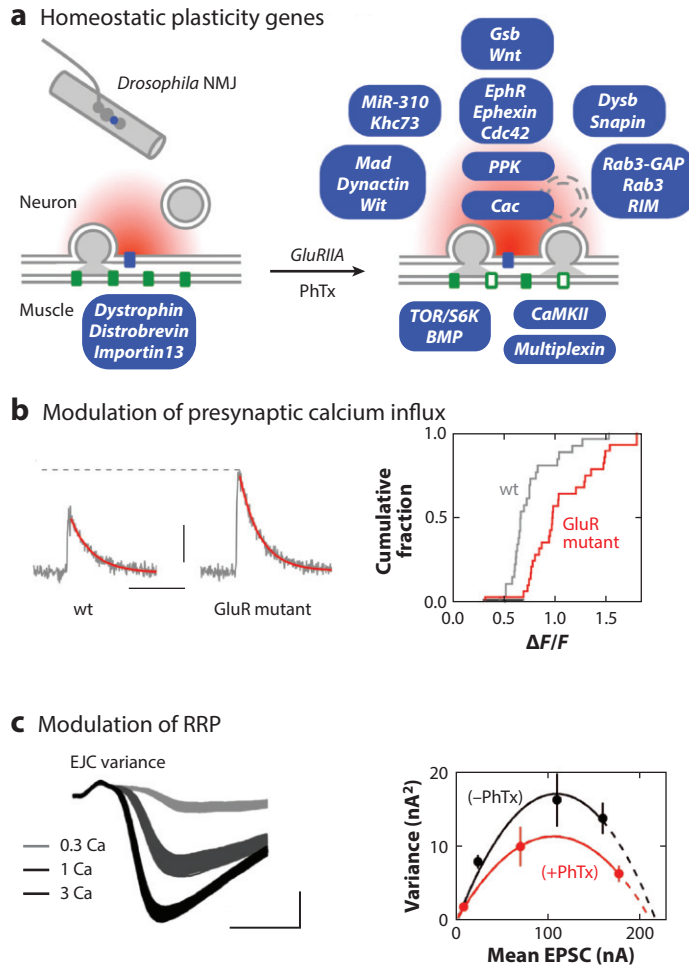 a Homeostatic plasticity genes
Drosophila NMJ
Neuron
Muscle
Dystrophin
Distrobrevin
Importin13
GluRIIA
PhTx
Gsb
Wnt
MiR-310
Khc73
EphR
Ephexin
Cdc42
Dysb
Snapin
Mad
Dynactin
Wit
PPK
Cac
Rab3-GAP
Rab3
RIM
TOR/S6K
BMP
CaMKII
Multiplexin
b Modulation of presynaptic calcium influx
wt
GluR mutant
Cumulative
fraction
1.0
0.5
0.0
wt
GluR
mutant
0.0 0.5 1.0 1.5
ΔF/F
c Modulation of RRP
EJC variance
0.3 Ca
1 Ca
3 Ca
Variance (nA²)
20
10
0
(–PhTx)
(+PhTx)
0 100 200
Mean EPSC (nA)